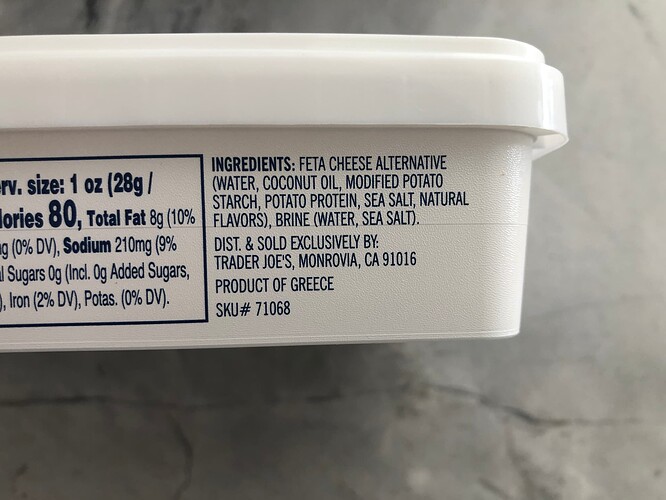 serv. size: 1 oz (28g /
Calories 80, Total Fat 8g (10%
(0% DV), Sodium 210mg (9%
Sugars 0g (Incl. 0g Added Sugars,
Iron (2% DV), Potas. (0% DV).
INGREDIENTS: FETA CHEESE ALTERNATIVE
(WATER, COCONUT OIL, MODIFIED POTATO
STARCH, POTATO PROTEIN, SEA SALT, NATURAL
FLAVORS), BRINE (WATER, SEA SALT).
DIST. & SOLD EXCLUSIVELY BY:
TRADER JOE'S, MONROVIA, CA 91016
PRODUCT OF GREECE
SKU# 71068